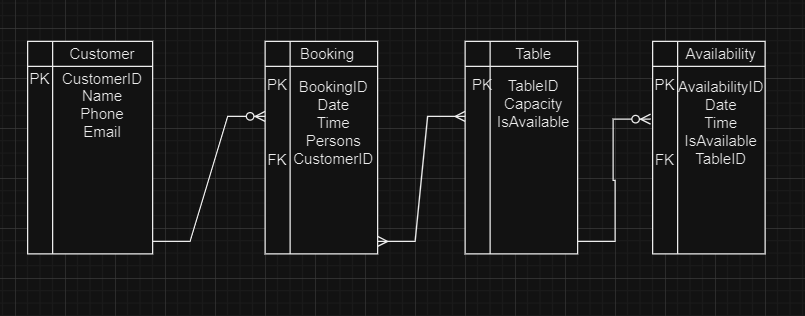 Customer
PK CustomerID
Name
Phone
Email
Booking
PK BookingID
Date
Time
Persons
FK CustomerID
Table
PK TableID
Capacity
IsAvailable
Availability
PK AvailabilityID
Date
Time
IsAvailable
FK TableID